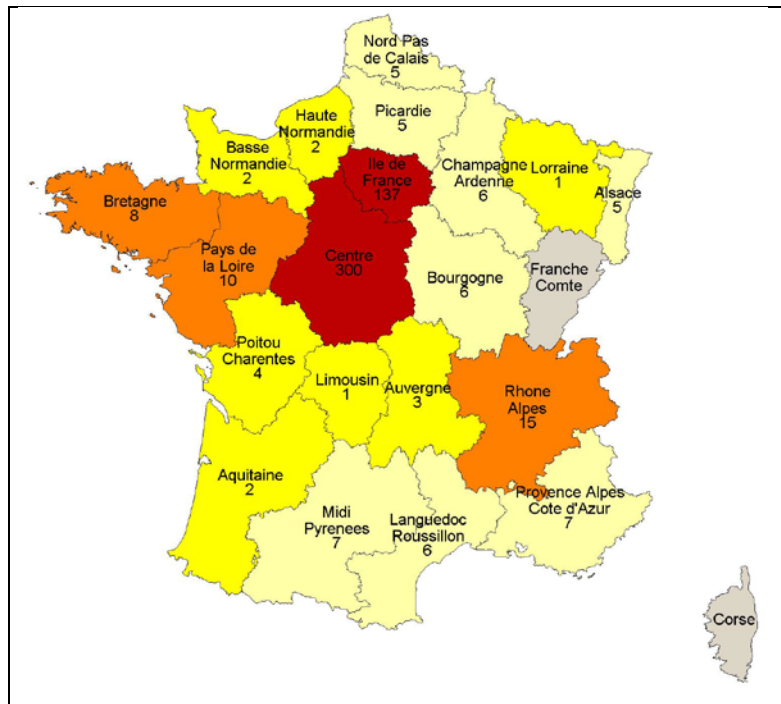 Nord Pas
de Calais
5
Picardie
5
Haute
Normandie
2
Basse
Normandie
2
Ile de
France
137
Champagne
Ardenne
6
Lorraine
1
Alsace
5
Bretagne
8
Pays de
la Loire
10
Centre
300
Bourgogne
6
Franche
Comte
Poitou
Charentes
4
Limousin
1
Auvergne
3
Rhone
Alpes
15
Aquitaine
2
Midi
Pyrenees
7
Languedoc
Roussillon
6
Provence Alpes
Cote d'Azur
7
Corse